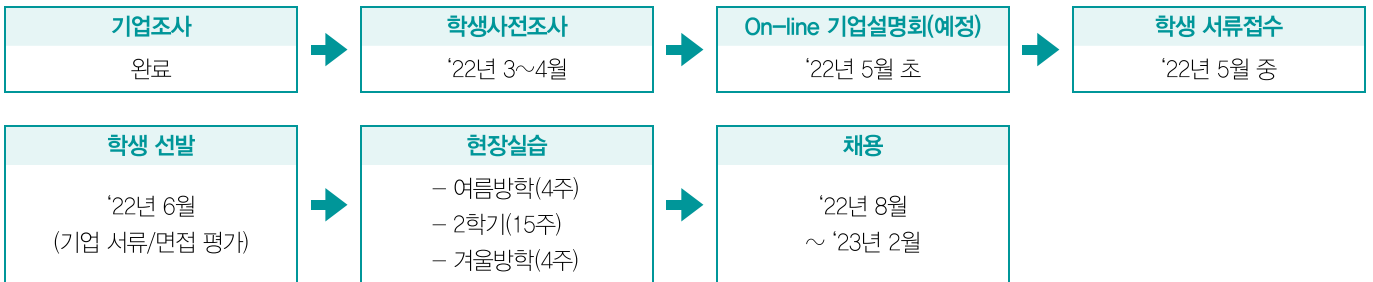 기업조사
완료
학생사전조사
‘22년 3~4월
On-line 기업설명회(예정)
‘22년 5월 초
학생 서류접수
‘22년 5월 중
학생 선발
‘22년 6월
(기업 서류/면접 평가)
현장실습
– 여름방학(4주)
– 2학기(15주)
– 겨울방학(4주)
채용
‘22년 8월
~ ‘23년 2월